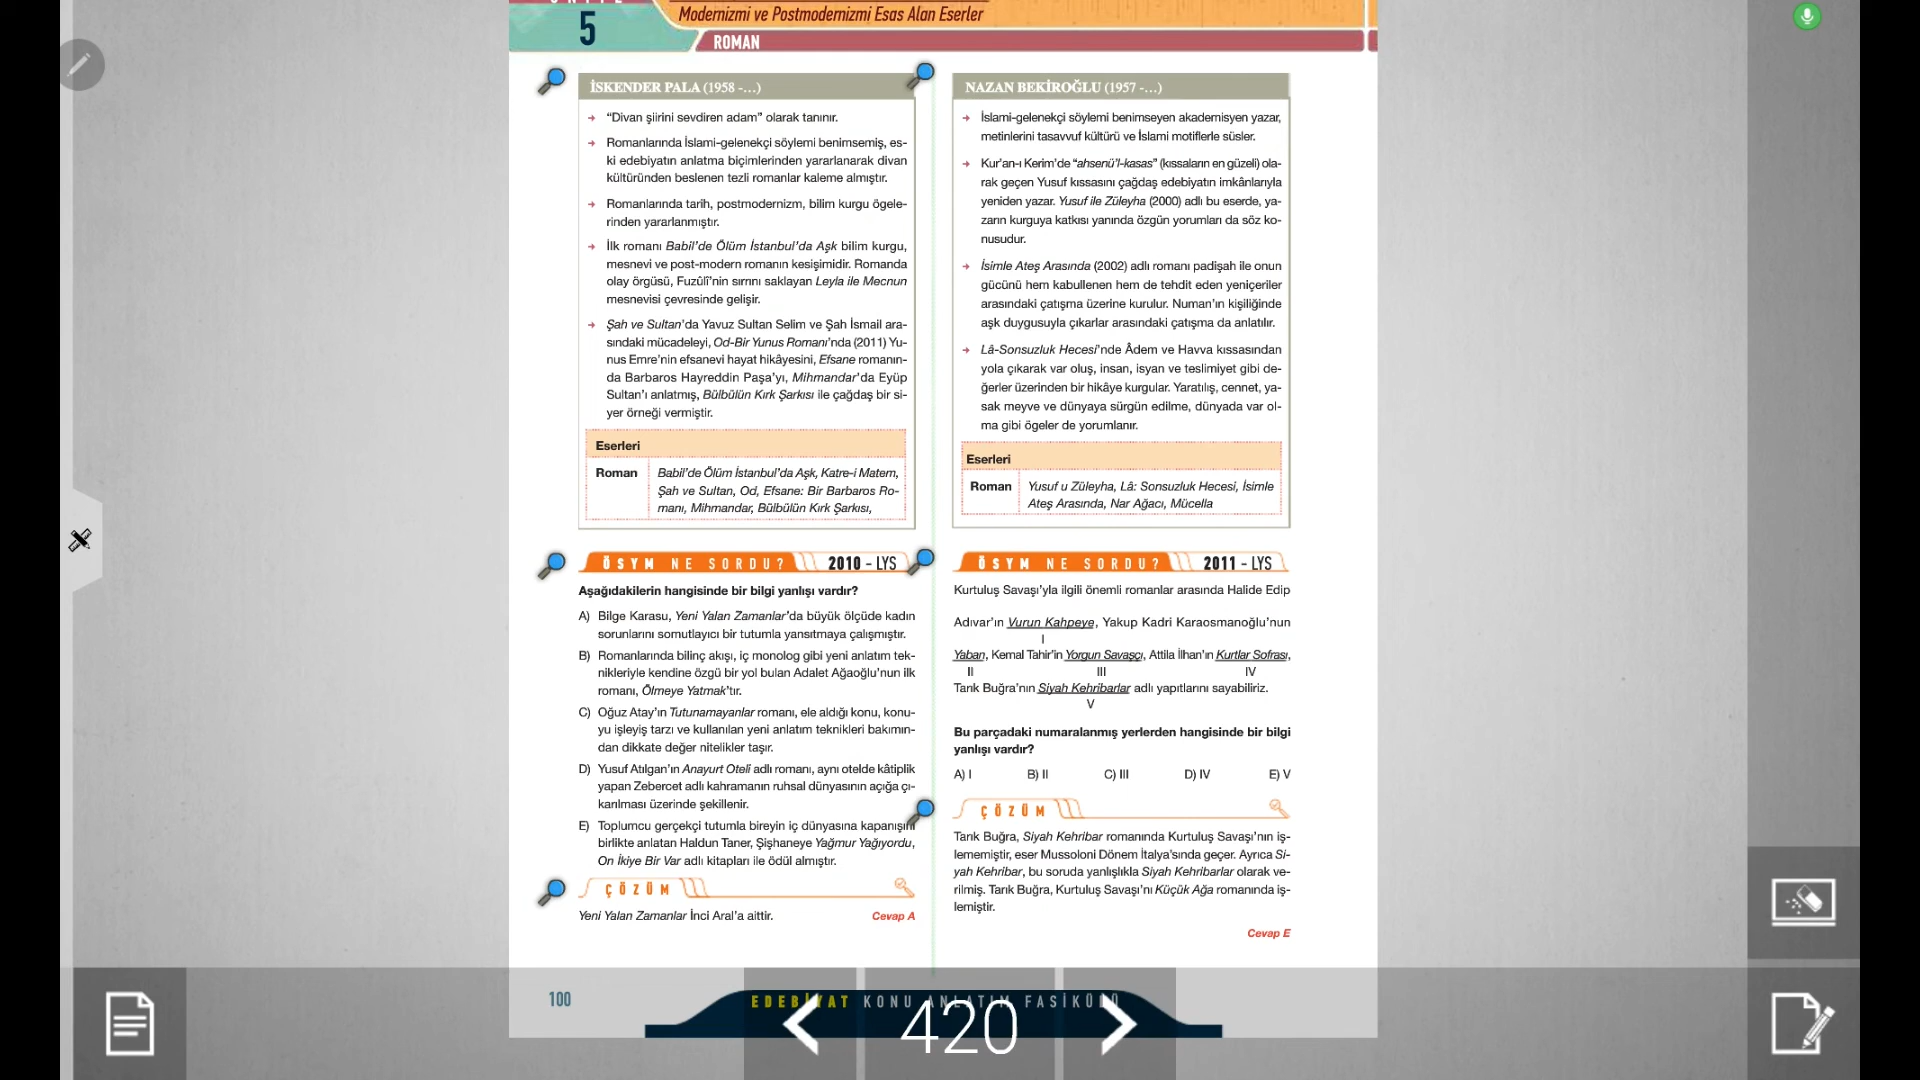 5
Modernizmi ve Postmodernizmi Esas Alan Eserler
ROMAN
İSKENDER PALA (1958 -...)
→ “Divan şiirini sevdiren adam” olarak tanınır.
→ Romanlarında İslami-gelenekçi söylemi benimsemiş, es-
ki edebiyatın anlatma biçimlerinden yararlanarak divan
kültüründen beslenen tezli romanlar kaleme almıştır.
→ Romanlarında tarih, postmodernizm, bilim kurgu ögele-
rinden yararlanmıştır.
→ İlk romanı Babil’de Ölüm İstanbul’da Aşk bilim kurgu,
mesnevi ve post-modern romanın kesişimidir. Romanda
olay örgüsü, Fuzûlî’nin sırrını saklayan Leyla ile Mecnun
mesnevisi çevresinde gelişir.
→ Şah ve Sultan’da Yavuz Sultan Selim ve Şah İsmail ara-
sındaki mücadeleyi, Od-Bir Yunus Romanı’nda (2011) Yu-
nus Emre’nin efsanevi hayat hikâyesini, Efsane romanın-
da Barbaros Hayreddin Paşa’yı, Mihmandar’da Eyüp
Sultan’ı anlatmış, Bülbülün Kırk Şarkısı ile çağdaş bir si-
yer örneği vermiştir.
Eserleri
Roman Babil’de Ölüm İstanbul’da Aşk, Katre-i Matem,
Şah ve Sultan, Od, Efsane: Bir Barbaros Ro-
manı, Mihmandar, Bülbülün Kırk Şarkısı,
ÖSYM NE SORDU? 2010 - LYS
Aşağıdakilerin hangisinde bir bilgi yanlışı vardır?
A) Bilge Karasu, Yeni Yalan Zamanlar’da büyük ölçüde kadın
sorunlarını somutlayıcı bir tutumla yansıtmaya çalışmıştır.
B) Romanlarında bilinç akışı, iç monolog gibi yeni anlatım tek-
nikleriyle kendine özgü bir yol bulan Adalet Ağaoğlu’nun ilk
romanı, Ölmeye Yatmak’tır.
C) Oğuz Atay’ın Tutunamayanlar romanı, ele aldığı konu, konu-
yu işleyiş tarzı ve kullanılan yeni anlatım teknikleri bakımın-
dan dikkate değer nitelikler taşır.
D) Yusuf Atılgan’ın Anayurt Oteli adlı romanı, aynı otelde kâtiplik
yapan Zebercet adlı kahramanın ruhsal dünyasının açığa çı-
karılması üzerinde şekillenir.
E) Toplumcu gerçekçi tutumla bireyin iç dünyasına kapanışını
birlikte anlatan Haldun Taner, Şişhaneye Yağmur Yağıyordu,
On İkiye Bir Var adlı kitapları ile ödül almıştır.
ÇÖZÜM
Yeni Yalan Zamanlar İnci Aral’a aittir. Cevap A
NAZAN BEKİROĞLU (1957 -...)
→ İslami-gelenekçi söylemi benimseyen akademisyen yazar,
metinlerini tasavvuf kültürü ve İslami motiflerle süsler.
→ Kur’an-ı Kerim’de “ahsenü’l-kasas” (kıssaların en güzeli) ola-
rak geçen Yusuf kıssasını çağdaş edebiyatın imkânlarıyla
yeniden yazar. Yusuf ile Züleyha (2000) adlı bu eserde, ya-
zarın kurguya katkısı yanında özgün yorumları da söz ko-
nusudur.
→ İsimle Ateş Arasında (2002) adlı romanı padişah ile onun
gücünü hem kabullenen hem de tehdit eden yeniçeriler
arasındaki çatışma üzerine kurulur. Numan’ın kişiliğinde
aşk duygusuyla çıkarlar arasındaki çatışma da anlatılır.
→ Lâ-Sonsuzluk Hecesi’nde Âdem ve Havva kıssasından
yola çıkarak var oluş, insan, isyan ve teslimiyet gibi de-
ğerler üzerinden bir hikâye kurgular. Yaratılış, cennet, ya-
sak meyve ve dünyaya sürgün edilme, dünyada var ol-
ma gibi ögeler de yorumlanır.
Eserleri
Roman Yusuf u Züleyha, Lâ: Sonsuzluk Hecesi, İsimle
Ateş Arasında, Nar Ağacı, Mücella
ÖSYM NE SORDU? 2011 - LYS
Kurtuluş Savaşı’yla ilgili önemli romanlar arasında Halide Edip
Adıvar’ın Vurun Kahpeye, Yakup Kadri Karaosmanoğlu’nun
I
Yaban, Kemal Tahir’in Yorgun Savaşçı, Attila İlhan’ın Kurtlar Sofrası,
II III IV
Tarık Buğra’nın Siyah Kehribarlar adlı yapıtlarını sayabiliriz.
V
Bu parçadaki numaralanmış yerlerden hangisinde bir bilgi
yanlışı vardır?
A) I B) II C) III D) IV E) V
ÇÖZÜM
Tarık Buğra, Siyah Kehribar romanında Kurtuluş Savaşı’nın iş-
lememiştir, eser Mussoloni Dönem İtalya’sında geçer. Ayrıca Si-
yah Kehribar, bu soruda yanlışlıkla Siyah Kehribarlar olarak ve-
rilmiş. Tarık Buğra, Kurtuluş Savaşı’nı Küçük Ağa romanında iş-
lemiştir.
Cevap E
100
EDEBİYAT KONU ANLATIM FASİKÜLÜ
420